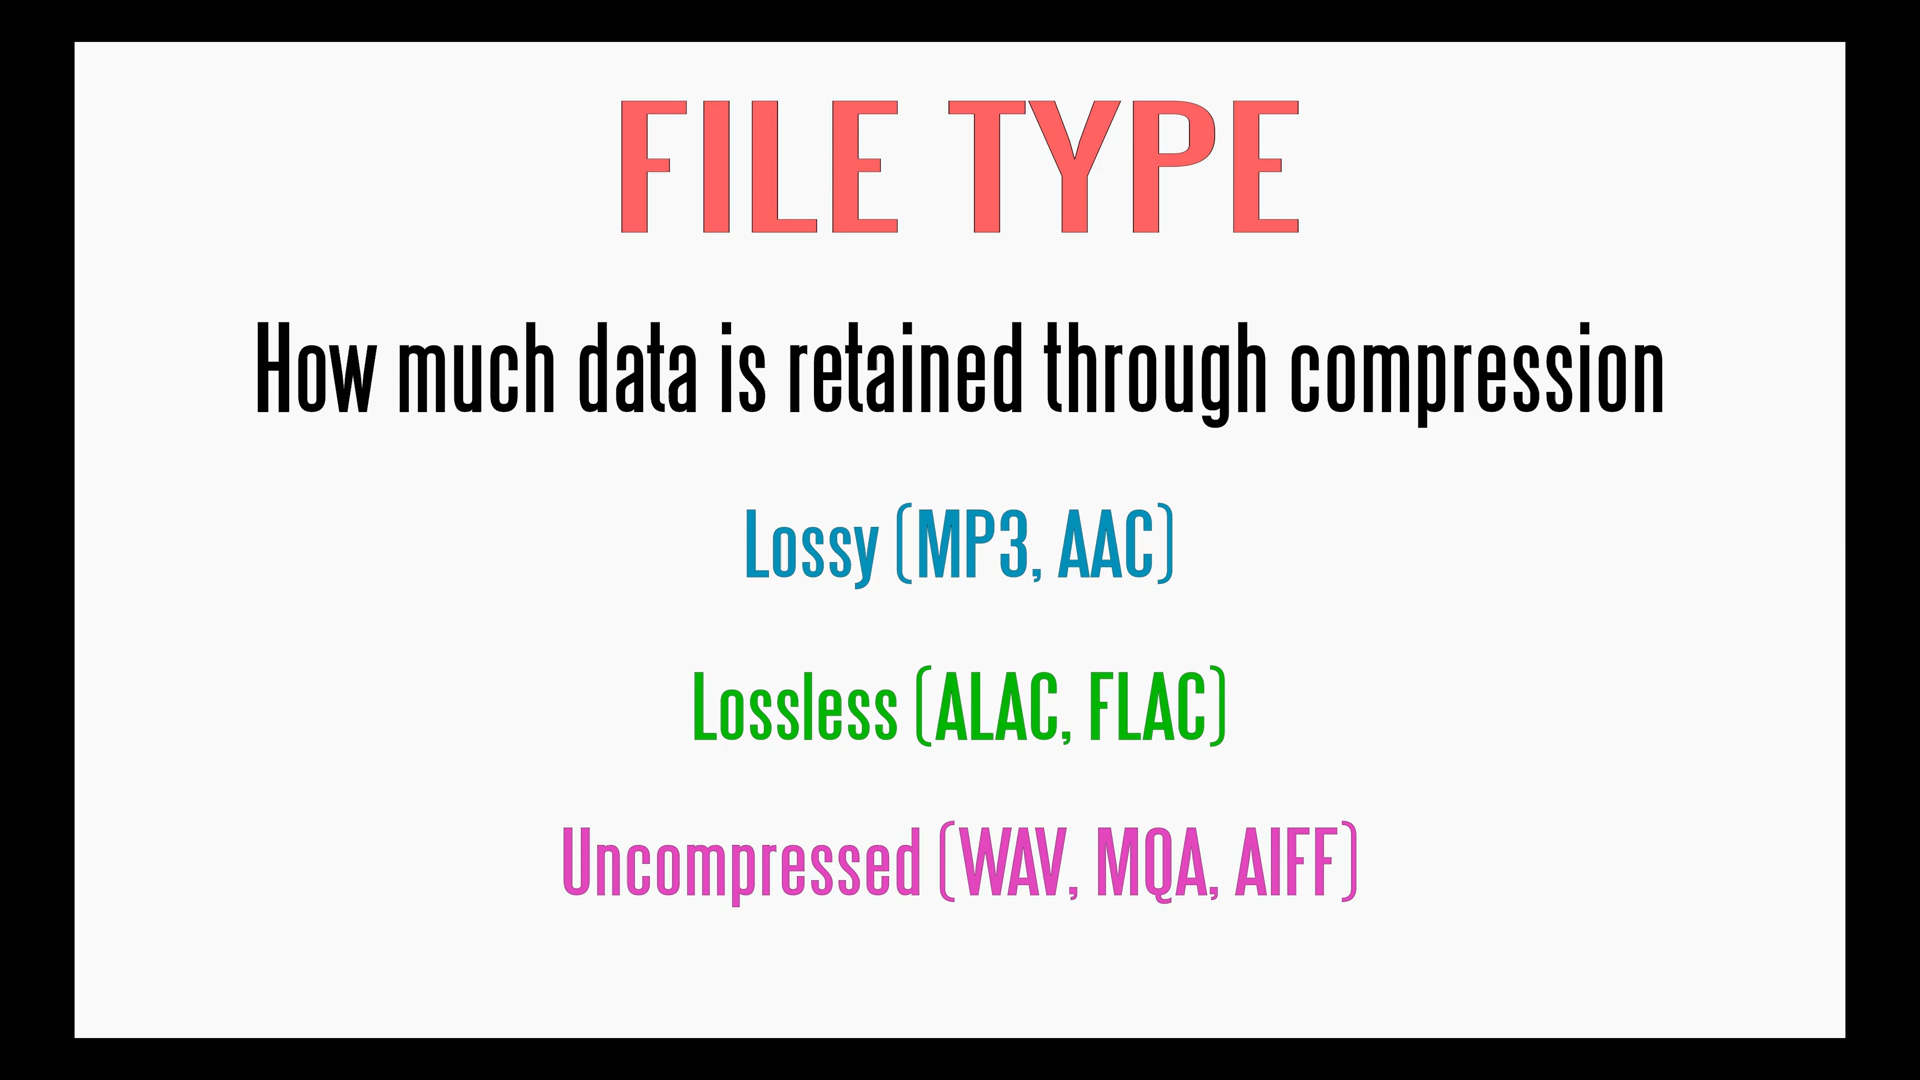 FILE TYPE
How much data is retained through compression
Lossy (MP3, AAC)
Lossless (ALAC, FLAC)
Uncompressed (WAV, MQA, AIFF)